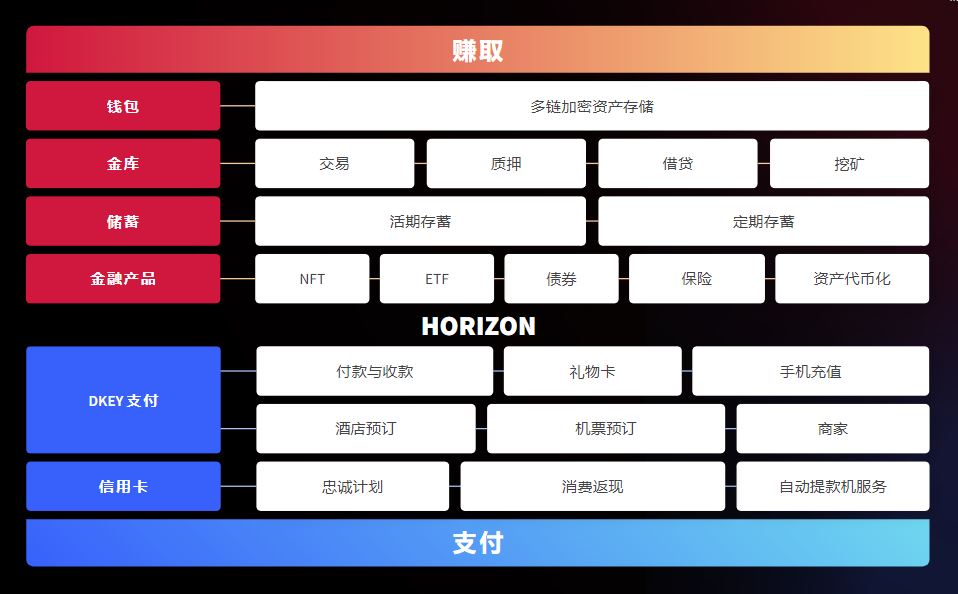 赚取
钱包
多链加密资产存储
金库
交易
质押
借贷
挖矿
储蓄
活期存蓄
定期存蓄
金融产品
NFT
ETF
债券
保险
资产代币化
HORIZON
DKEY 支付
付款与收款
礼物卡
手机充值
酒店预订
机票预订
商家
信用卡
忠诚计划
消费返现
自动提款机服务
支付